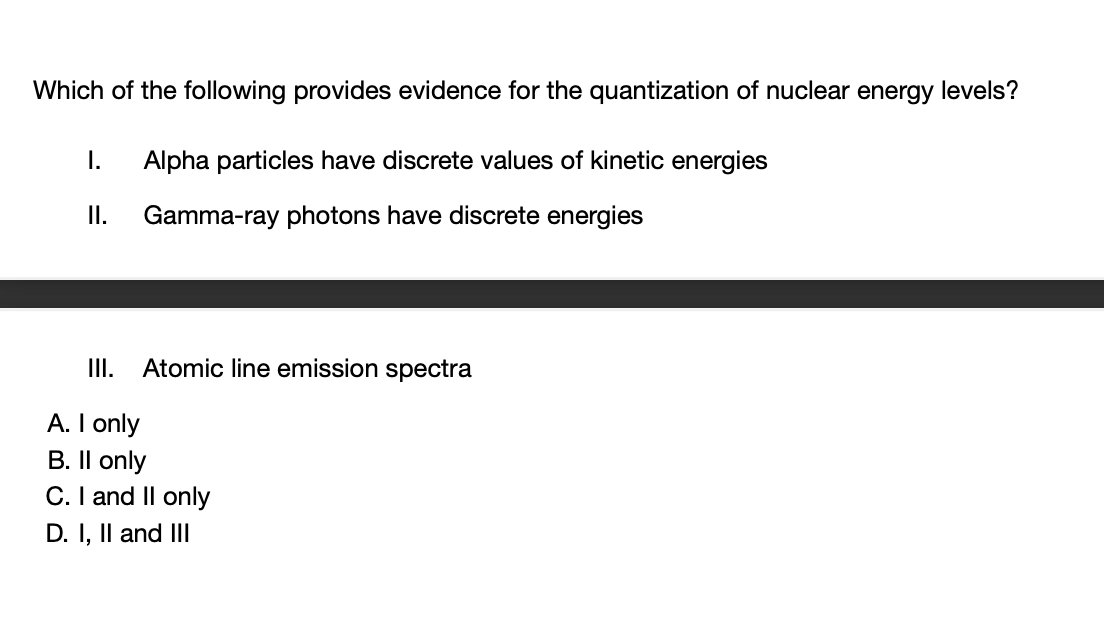 Which of the following provides evidence for the quantization of nuclear energy levels?
I. Alpha particles have discrete values of kinetic energies
II. Gamma-ray photons have discrete energies
III. Atomic line emission spectra
A. I only
B. II only
C. I and II only
D. I, II and III